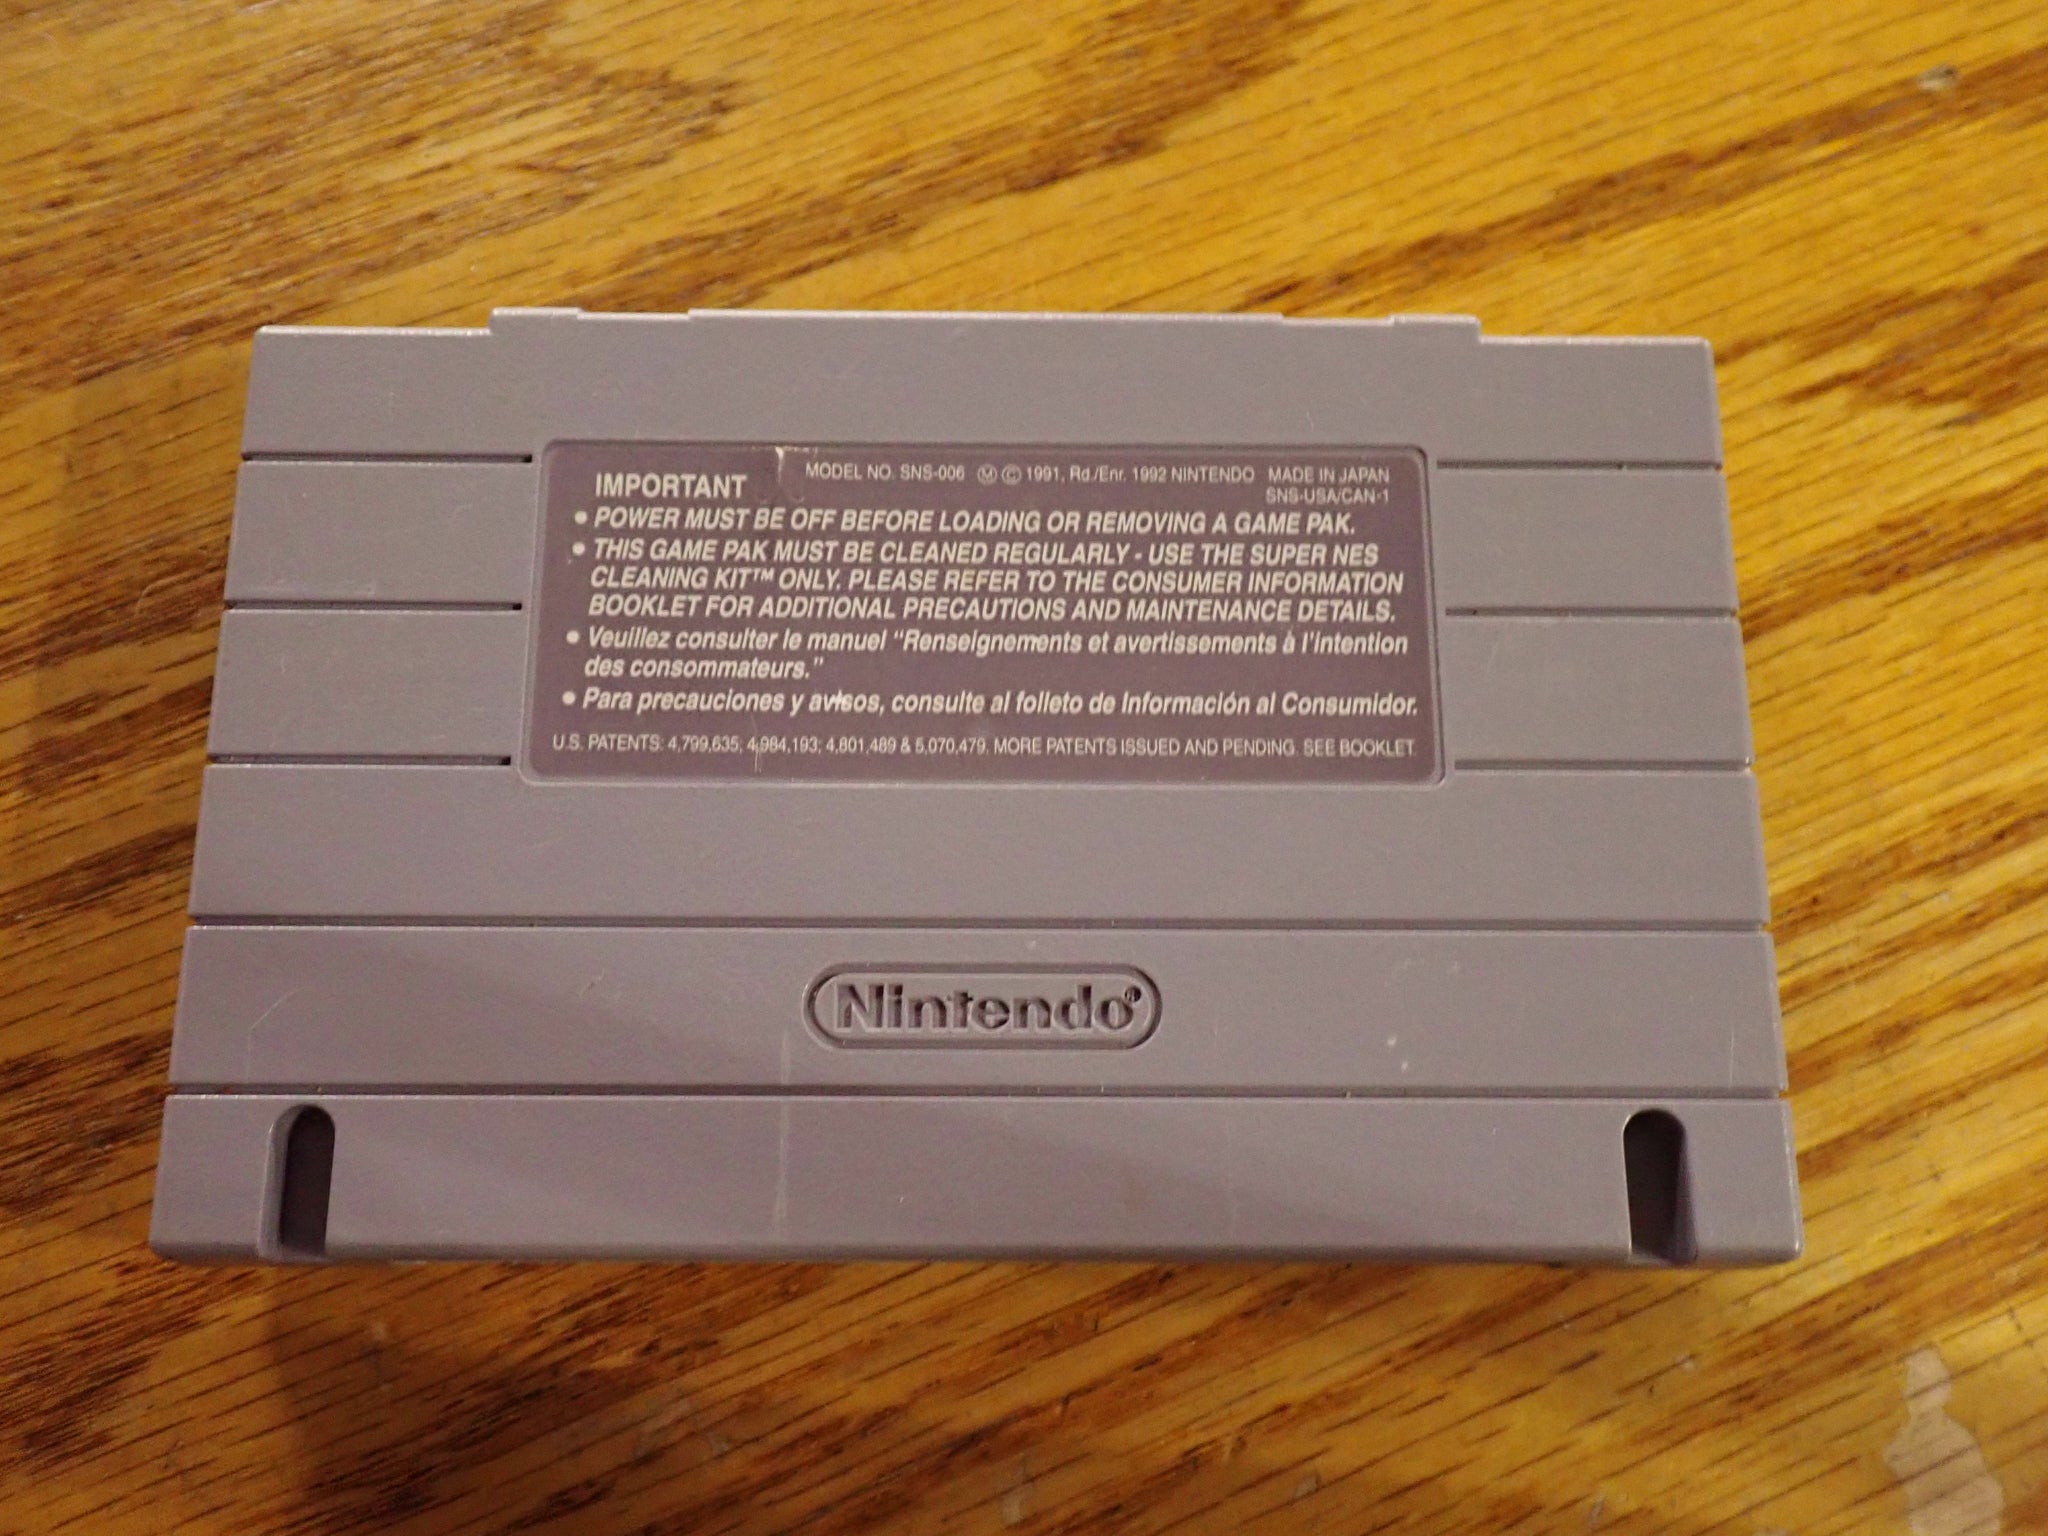 IMPORTANT MODEL NO. SNS-006 Ⓜ © 1991, Rd./Enr. 1992 NINTENDO MADE IN JAPAN
SNS-USA/CAN-1
• POWER MUST BE OFF BEFORE LOADING OR REMOVING A GAME PAK.
• THIS GAME PAK MUST BE CLEANED REGULARLY - USE THE SUPER NES
CLEANING KIT™ ONLY. PLEASE REFER TO THE CONSUMER INFORMATION
BOOKLET FOR ADDITIONAL PRECAUTIONS AND MAINTENANCE DETAILS.
• Veuillez consulter le manuel "Renseignements et avertissements à l'intention
des consommateurs."
• Para precauciones y avisos, consulte al folleto de Información al Consumidor.
U.S. PATENTS: 4,799,635; 4,984,193; 4,801,489 & 5,070,479. MORE PATENTS ISSUED AND PENDING. SEE BOOKLET.
Nintendo®